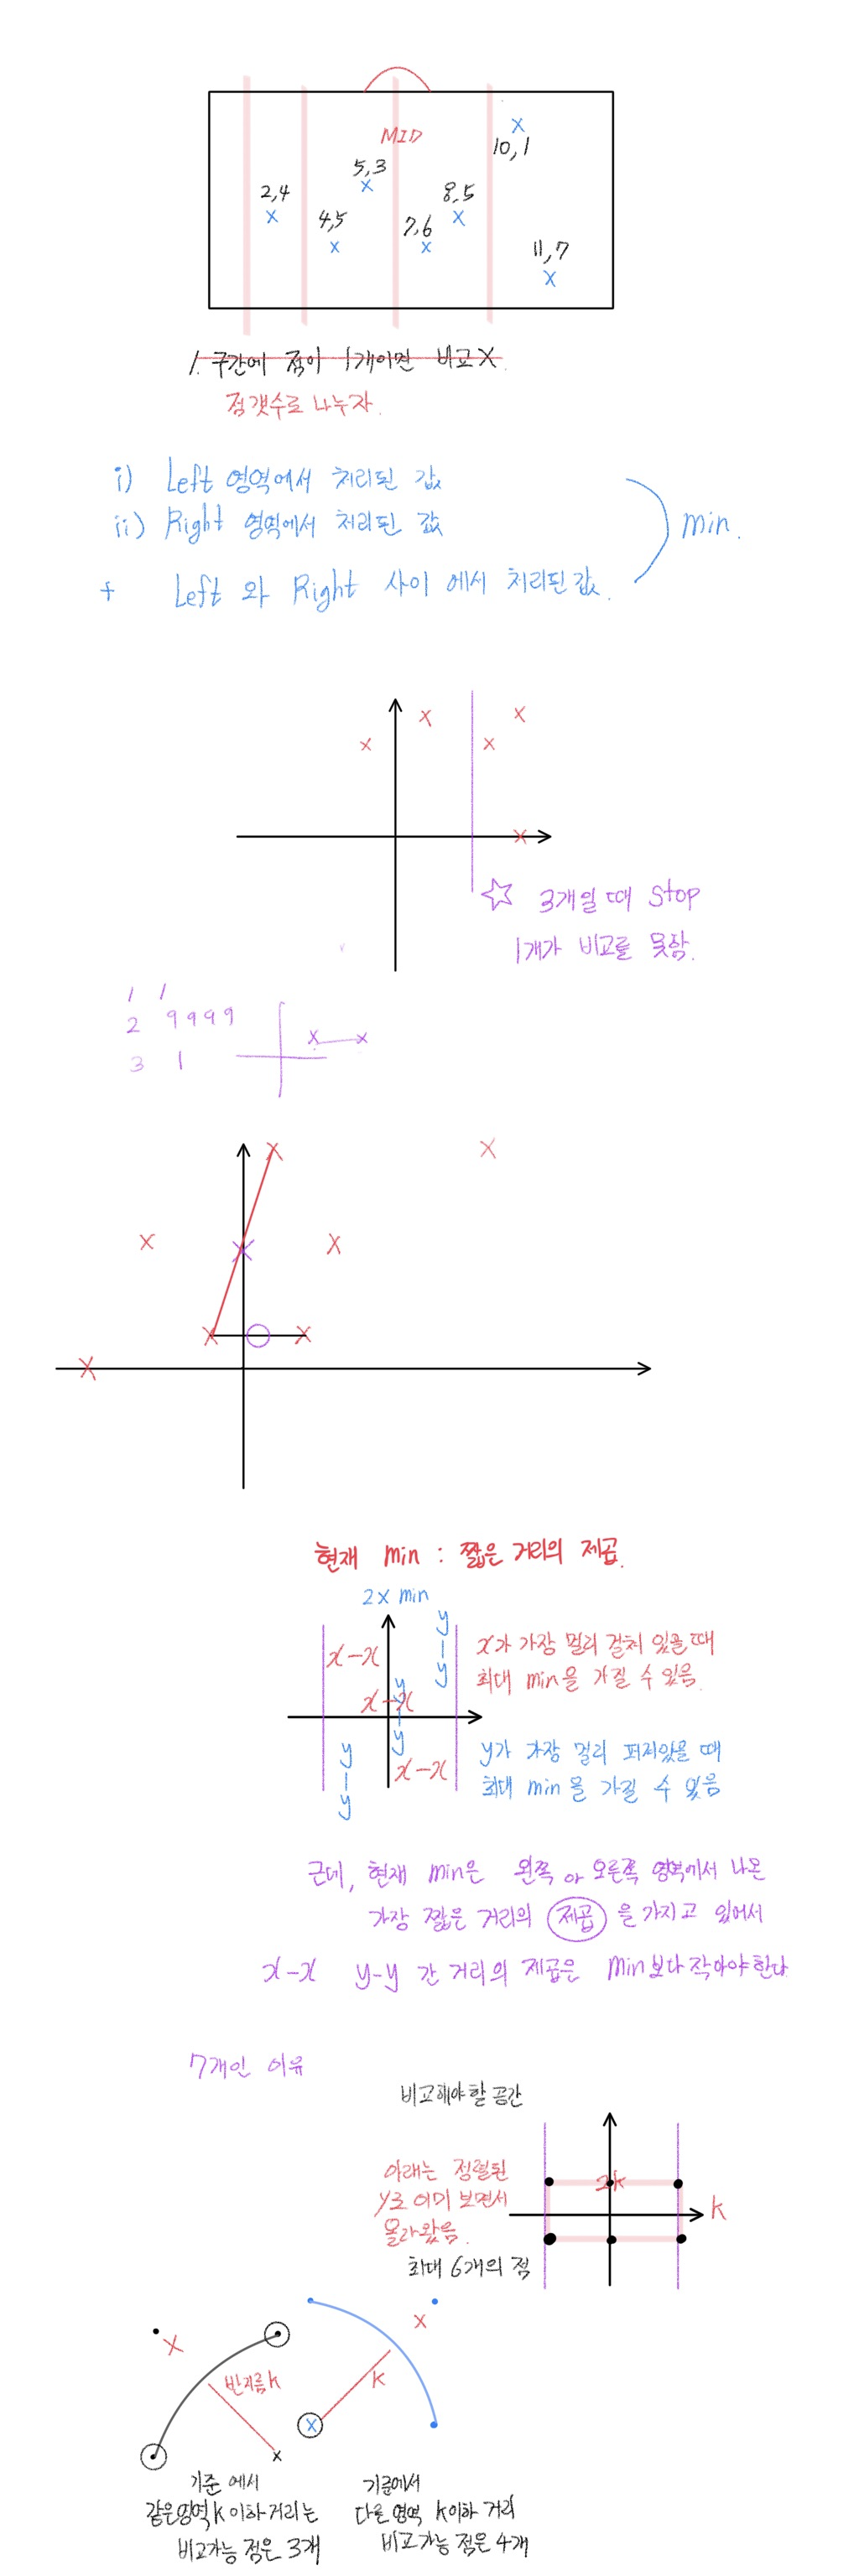 MID
10,1
5,3
2,4
8,5
4,5
7,6
11,7
1. 구간에 점이 1개이면 비교X.
점갯수로 나누자.
i) Left 영역에서 처리된 값
ii) Right 영역에서 처리된 값
min.
+ Left 와 Right 사이 에서 처리된값.
☆ 3개일 때 Stop
1개가 비교를 못함.
1 1
2 9999
3 1
현재 min : 짧은 거리의 제곱.
2x min
x-x
y-y
x가 가장 멀리 걸쳐 있을때
최대 min을 가질 수 있음.
x-x
y-y
y-y
x-x
y가 가장 멀리 퍼져있을 때
최대 min을 가질 수 있음
근데, 현재 min은 왼쪽 or 오른쪽 영역에서 나온
가장 짧은 거리의 제곱 을 가지고 있어서
x-x y-y 간 거리의 제곱은 Min보다 작아야한다
7개인 이유
비교해야할 공간
아래는 정렬된
y로 이미 보면서
올라왔음.
2k
k
최대 6개의 점
반지름k
k
기준 에서
같은영역 k이하거리는
비교가능 점은 3개
기준에서
다른 영역 k이하 거리
비교가능 점은 4개